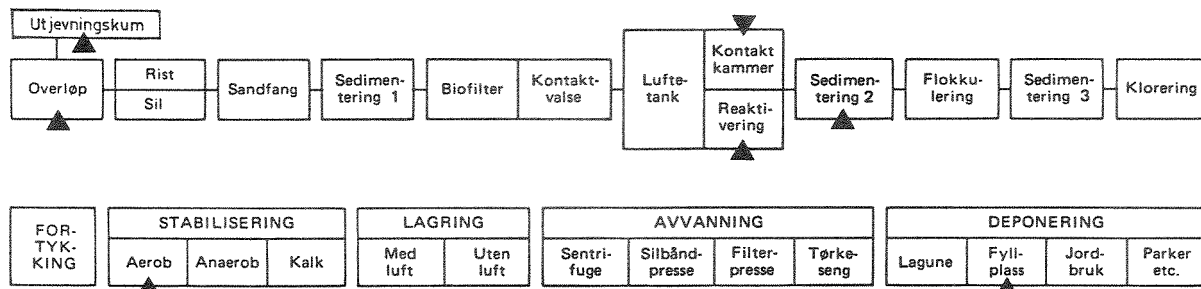 Utjevningskum
Overløp
Rist
Sil
Sandfang
Sedimen-
tering 1
Biofilter
Kontakt-
valse
Lufte-
tank
Kontakt
kammer
Reakti-
vering
Sedimen-
tering 2
Flokku-
lering
Sedimen-
tering 3
Klorering
FOR-
TYK-
KING
STABILISERING
Aerob
Anaerob
Kalk
LAGRING
Med
luft
Uten
luft
AVVANNING
Sentri-
fuge
Silbånd-
presse
Filter-
presse
Tørke-
seng
DEPONERING
Lagune
Fyll-
plass
Jord-
bruk
Parker
etc.